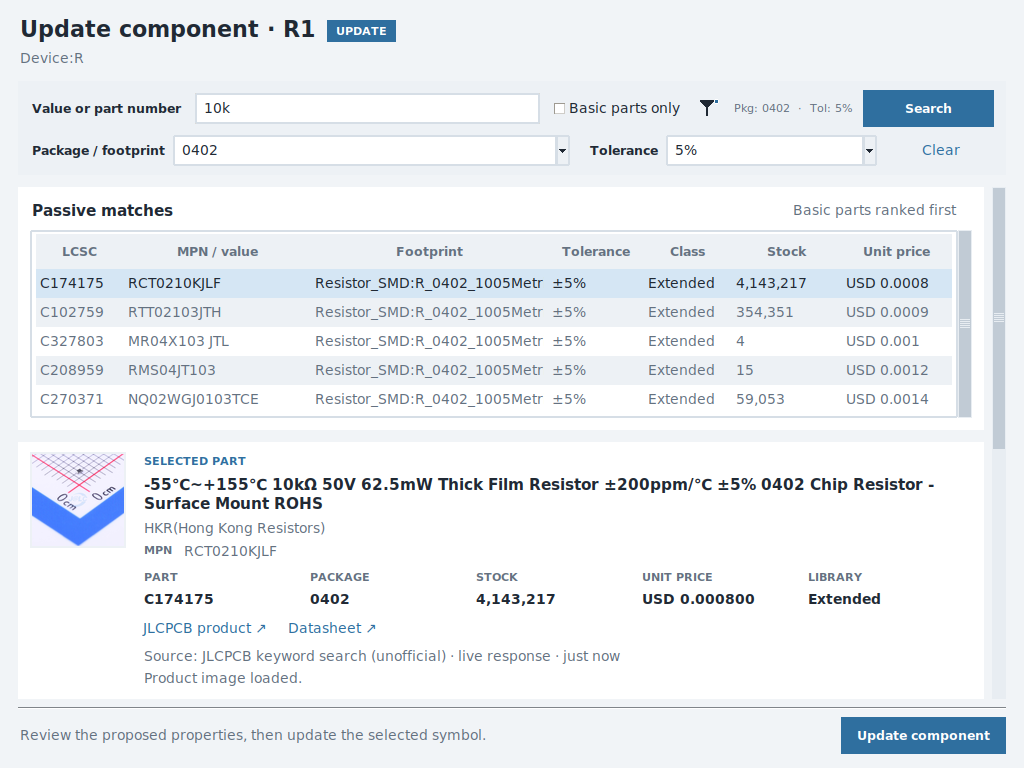 Update component · R1 UPDATE
Device:R
Value or part number 10k Basic parts only Pkg: 0402 · Tol: 5% Search
Package / footprint 0402 Tolerance 5% Clear
Passive matches Basic parts ranked first
LCSC MPN / value Footprint Tolerance Class Stock Unit price
C174175 RCT0210KJLF Resistor_SMD:R_0402_1005Metr ±5% Extended 4,143,217 USD 0.0008
C102759 RTT02103JTH Resistor_SMD:R_0402_1005Metr ±5% Extended 354,351 USD 0.0009
C327803 MR04X103 JTL Resistor_SMD:R_0402_1005Metr ±5% Extended 4 USD 0.001
C208959 RMS04JT103 Resistor_SMD:R_0402_1005Metr ±5% Extended 15 USD 0.0012
C270371 NQ02WGJ0103TCE Resistor_SMD:R_0402_1005Metr ±5% Extended 59,053 USD 0.0014
0cm 0cm
SELECTED PART
-55℃~+155℃ 10kΩ 50V 62.5mW Thick Film Resistor ±200ppm/℃ ±5% 0402 Chip Resistor -
Surface Mount ROHS
HKR(Hong Kong Resistors)
MPN RCT0210KJLF
PART PACKAGE STOCK UNIT PRICE LIBRARY
C174175 0402 4,143,217 USD 0.000800 Extended
JLCPCB product ↗ Datasheet ↗
Source: JLCPCB keyword search (unofficial) · live response · just now
Product image loaded.
Review the proposed properties, then update the selected symbol. Update component